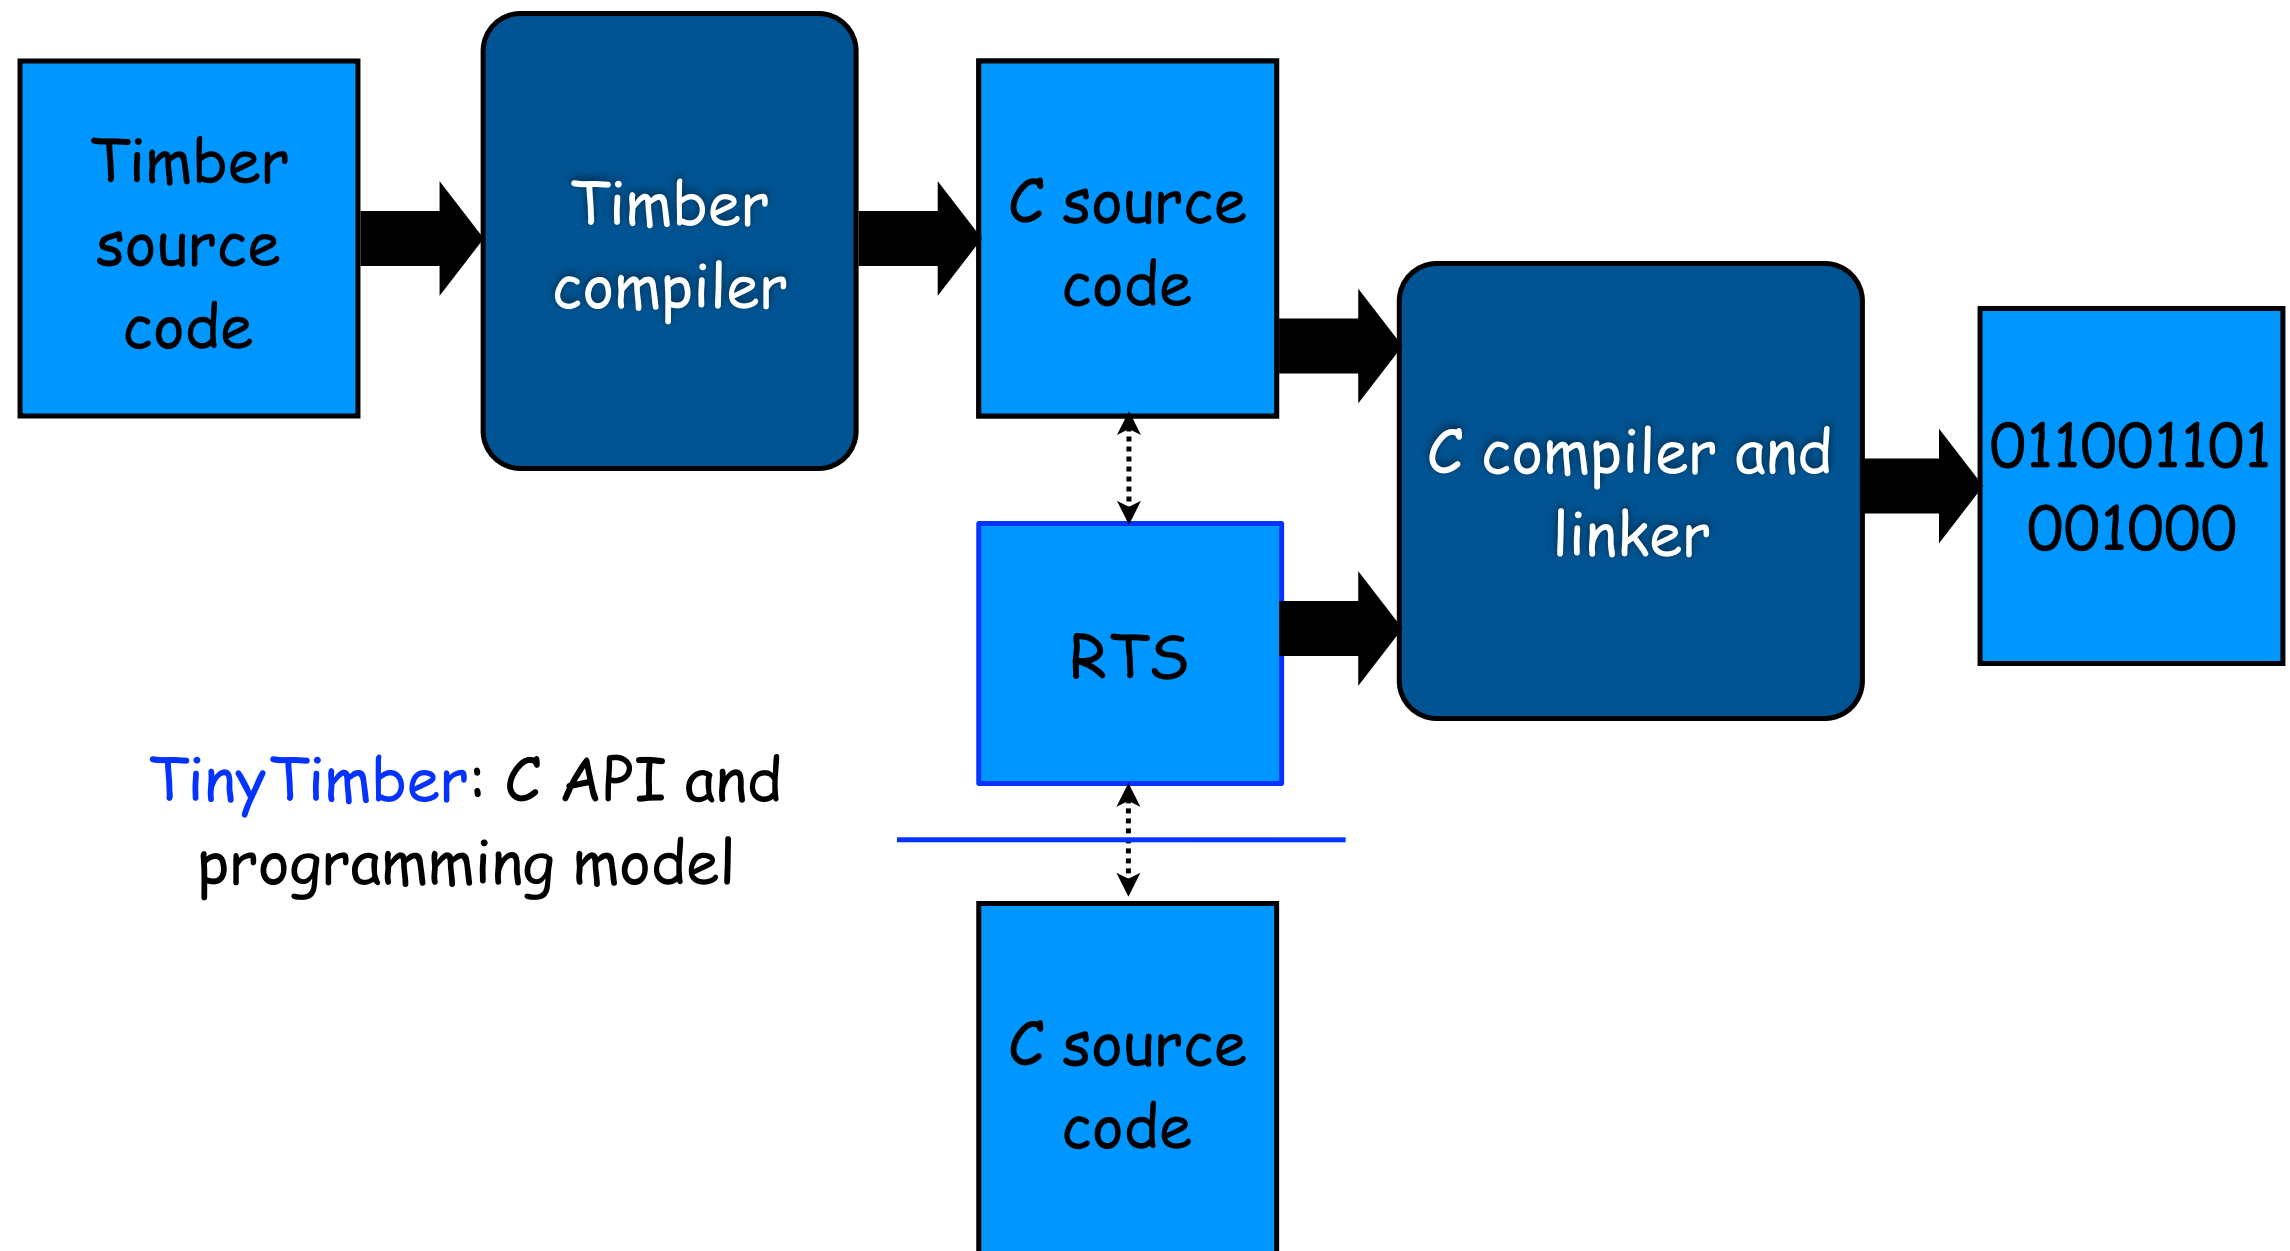 Timber
source
code
Timber
compiler
C source
code
C compiler and
linker
011001101
001000
RTS
TinyTimber: C API and
programming model
C source
code